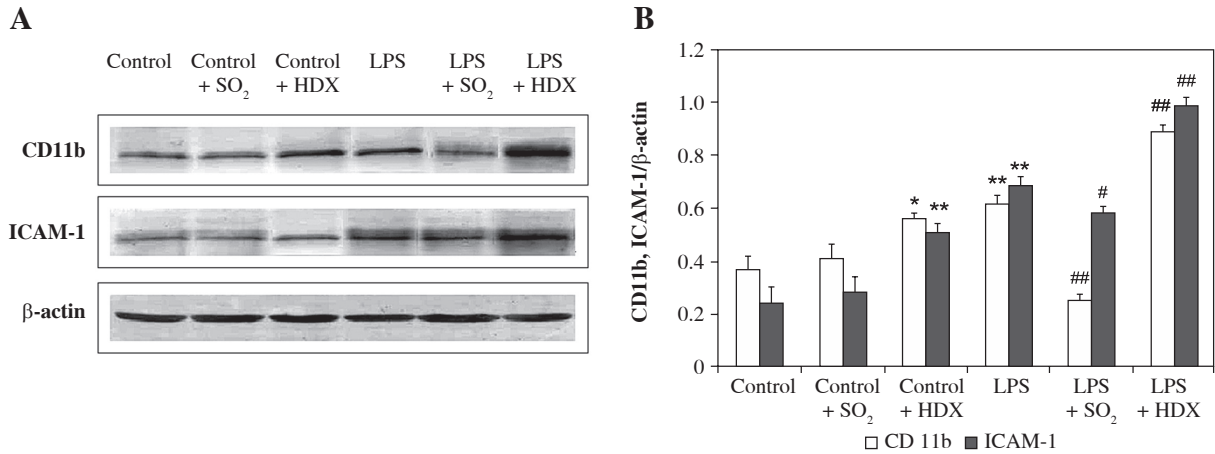 A
Control Control Control LPS LPS LPS
+ SO₂ + HDX + SO₂ + HDX
CD11b
ICAM-1
β-actin
B
CD11b, ICAM-1/β-actin
1.2
1.0
0.8
0.6
0.4
0.2
0
* ** ** ** ## # ## ##
Control Control Control LPS LPS LPS
+ SO₂ + HDX + SO₂ + HDX
CD 11b ICAM-1